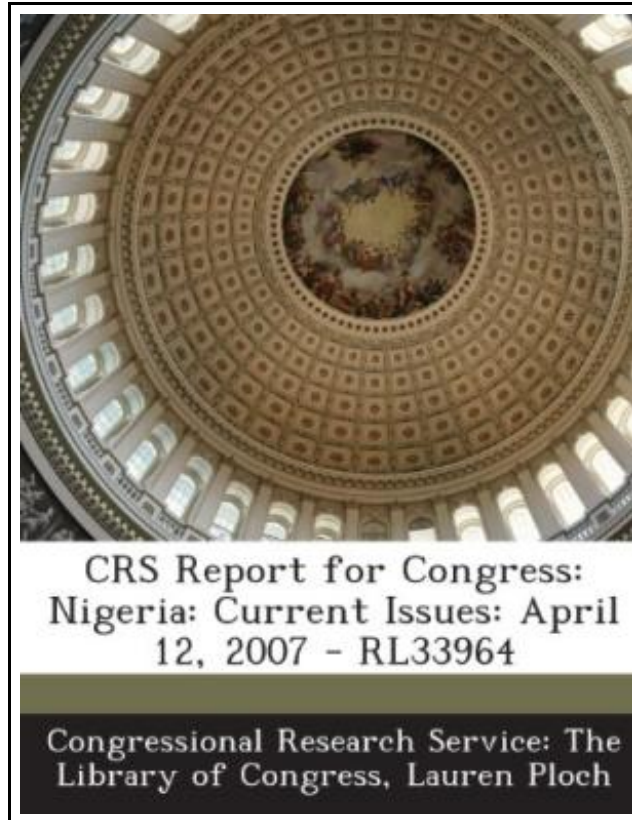 CRS Report for Congress:
Nigeria: Current Issues: April
12, 2007 - RL33964
Congressional Research Service: The
Library of Congress, Lauren Ploch